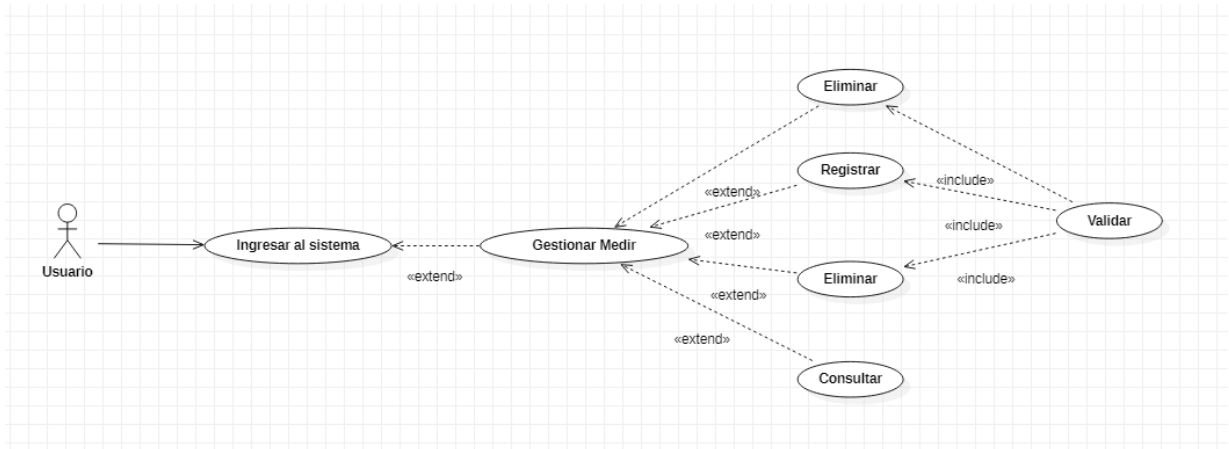 Eliminar
Registrar
«extend»
«include»
Validar
«include»
«extend»
Usuario
Ingresar al sistema
Gestionar Medir
«extend»
Eliminar
«include»
«extend»
«extend»
Consultar